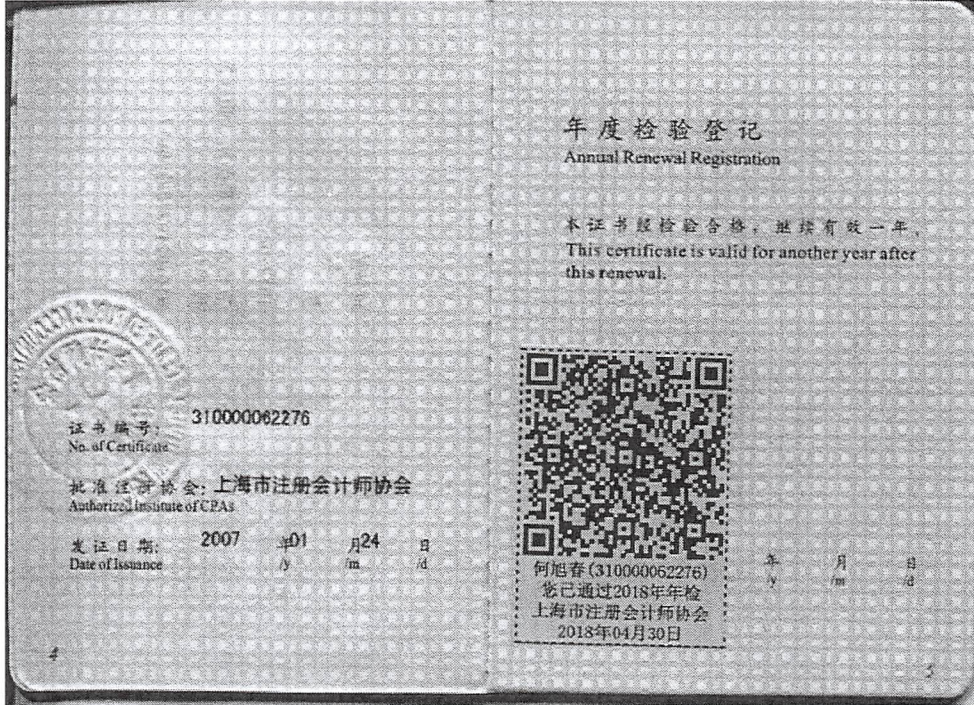 证书编号: 310000062276
No. of Certificate
批准注册协会: 上海市注册会计师协会
Authorized Institute of CPAs
发证日期: 2007 年01 月24 日
Date of Issuance /y /m /d
4
年度检验登记
Annual Renewal Registration
本证书经检验合格，继续有效一年。
This certificate is valid for another year after
this renewal.
何旭春(310000062276)
您已通过2018年年检
上海市注册会计师协会
2018年04月30日
年 月 日
/y /m /d
5